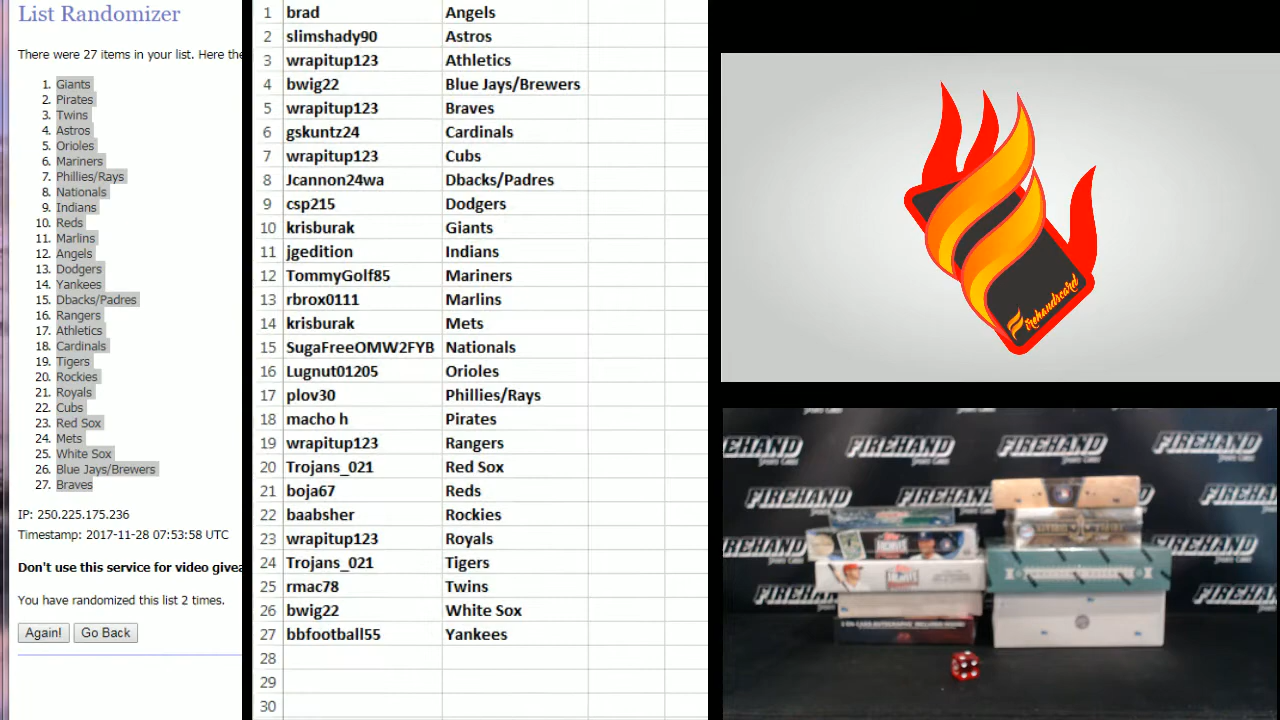 List Randomizer
There were 27 items in your list. Here the
1. Giants
2. Pirates
3. Twins
4. Astros
5. Orioles
6. Mariners
7. Phillies/Rays
8. Nationals
9. Indians
10. Reds
11. Marlins
12. Angels
13. Dodgers
14. Yankees
15. Dbacks/Padres
16. Rangers
17. Athletics
18. Cardinals
19. Tigers
20. Rockies
21. Royals
22. Cubs
23. Red Sox
24. Mets
25. White Sox
26. Blue Jays/Brewers
27. Braves
IP: 250.225.175.236
Timestamp: 2017-11-28 07:53:58 UTC
Don't use this service for video givea
You have randomized this list 2 times.
Again! Go Back
1 brad Angels
2 slimshady90 Astros
3 wrapitup123 Athletics
4 bwig22 Blue Jays/Brewers
5 wrapitup123 Braves
6 gskuntz24 Cardinals
7 wrapitup123 Cubs
8 Jcannon24wa Dbacks/Padres
9 csp215 Dodgers
10 krisburak Giants
11 jgedition Indians
12 TommyGolf85 Mariners
13 rbrox0111 Marlins
14 krisburak Mets
15 SugaFreeOMW2FYB Nationals
16 Lugnut01205 Orioles
17 plov30 Phillies/Rays
18 macho h Pirates
19 wrapitup123 Rangers
20 Trojans_021 Red Sox
21 boja67 Reds
22 baabsher Rockies
23 wrapitup123 Royals
24 Trojans_021 Tigers
25 rmac78 Twins
26 bwig22 White Sox
27 bbfootball55 Yankees
28
29
30
Firehandscard
FIREHAND FIREHAND FIREHAND FIREHAND
FIREHAND FIREHAND FIREHAND
FIREHAND FIREHAND
FIREHAND FIREHAND